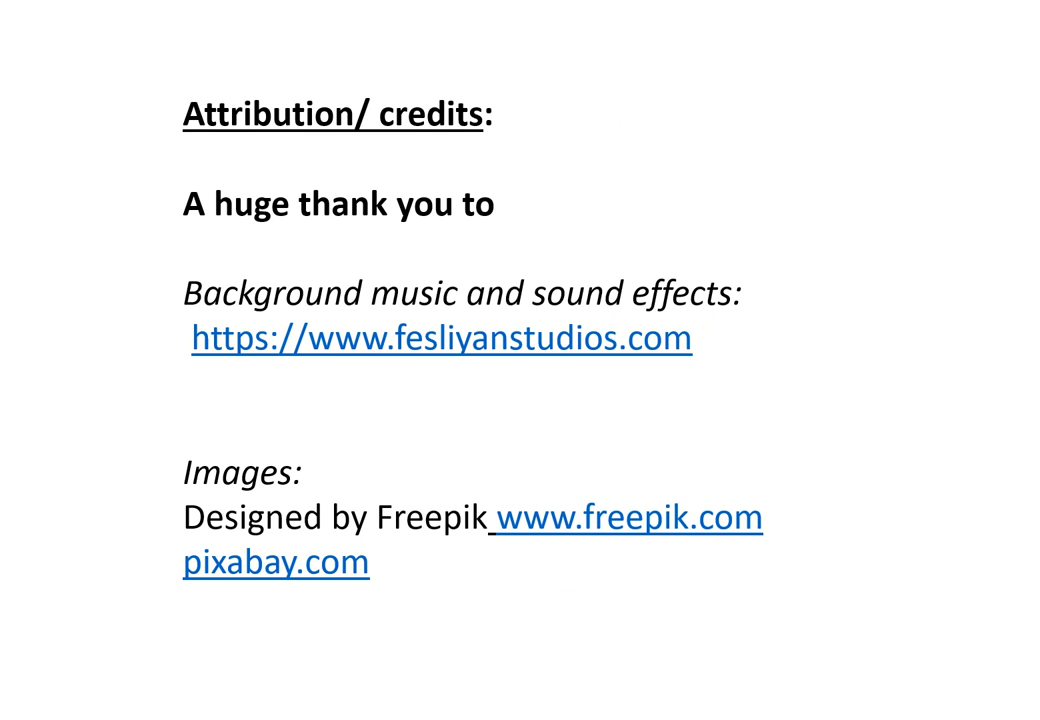 Attribution/ credits:
A huge thank you to
Background music and sound effects:
https://www.fesliyanstudios.com
Images:
Designed by Freepik www.freepik.com
pixabay.com